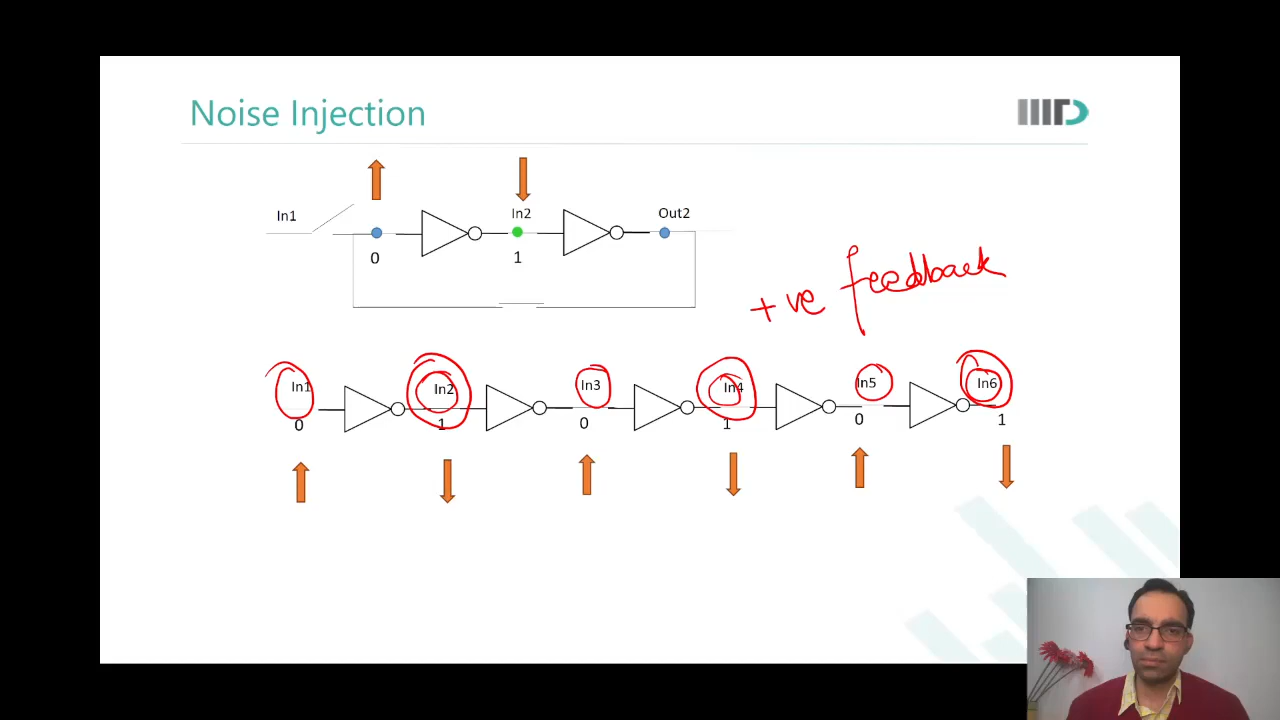 Noise Injection
IIITD
In1 In2 Out2
0 1
+ve feedback
In1 In2 In3 In4 In5 In6
0 1 0 1 0 1